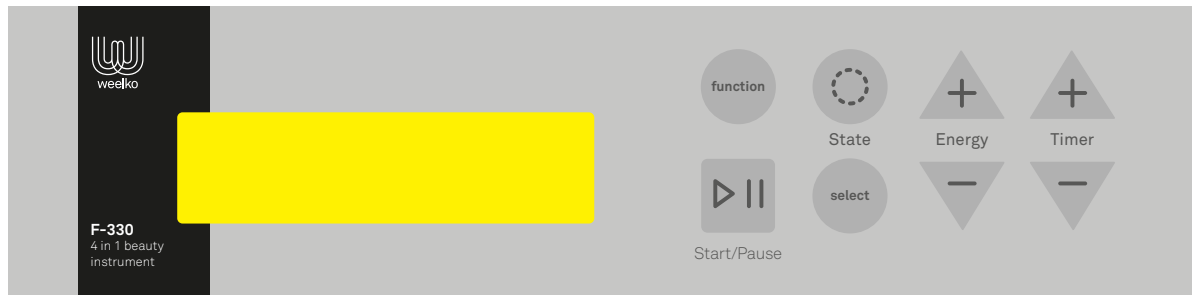 weelko
F-330
4 in 1 beauty
instrument
function
State
Energy
Timer
select
Start/Pause